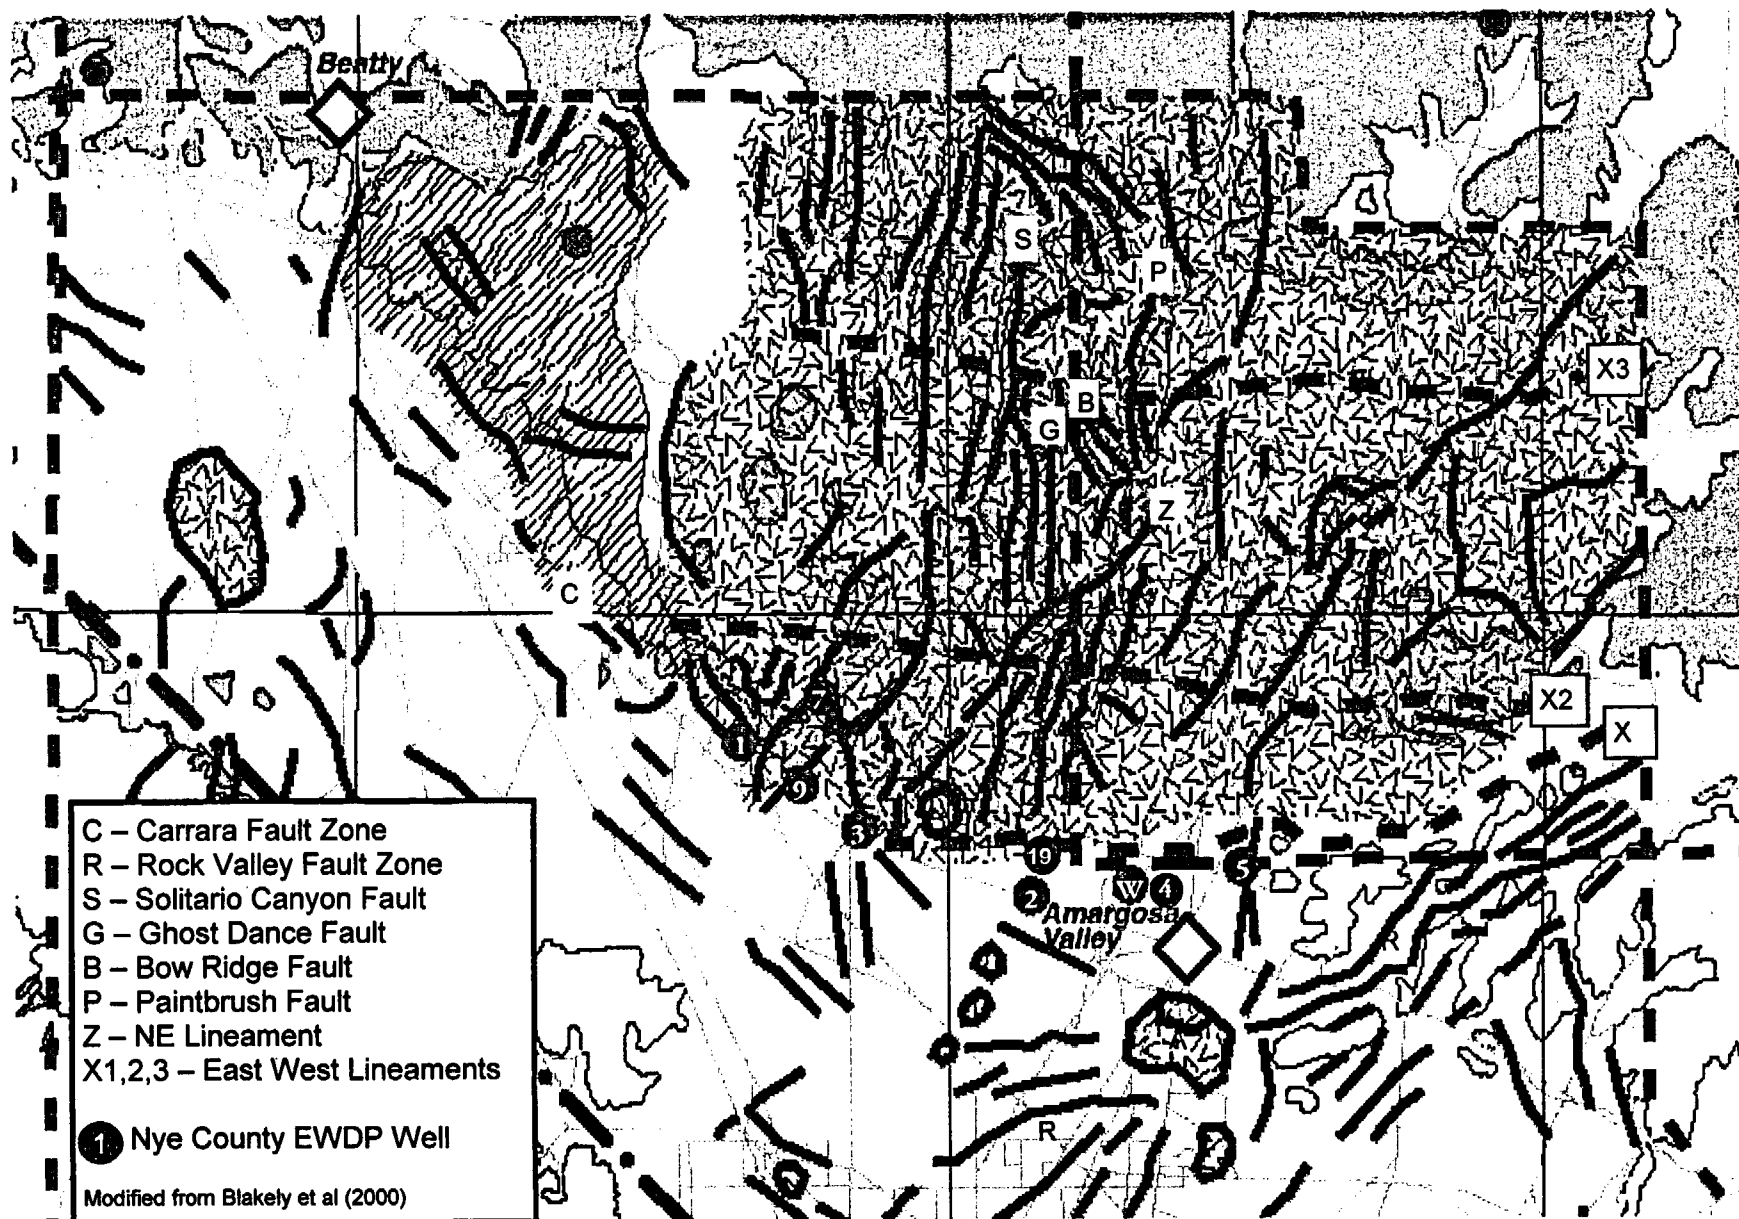 Beatty
S
P
X3
B
G
Z
C
X2
X
1
9
3
19
5
2
W
4
Amargosa
Valley
R
R
C – Carrara Fault Zone
R – Rock Valley Fault Zone
S – Solitario Canyon Fault
G – Ghost Dance Fault
B – Bow Ridge Fault
P – Paintbrush Fault
Z – NE Lineament
X1,2,3 – East West Lineaments
1 Nye County EWDP Well
Modified from Blakely et al (2000)